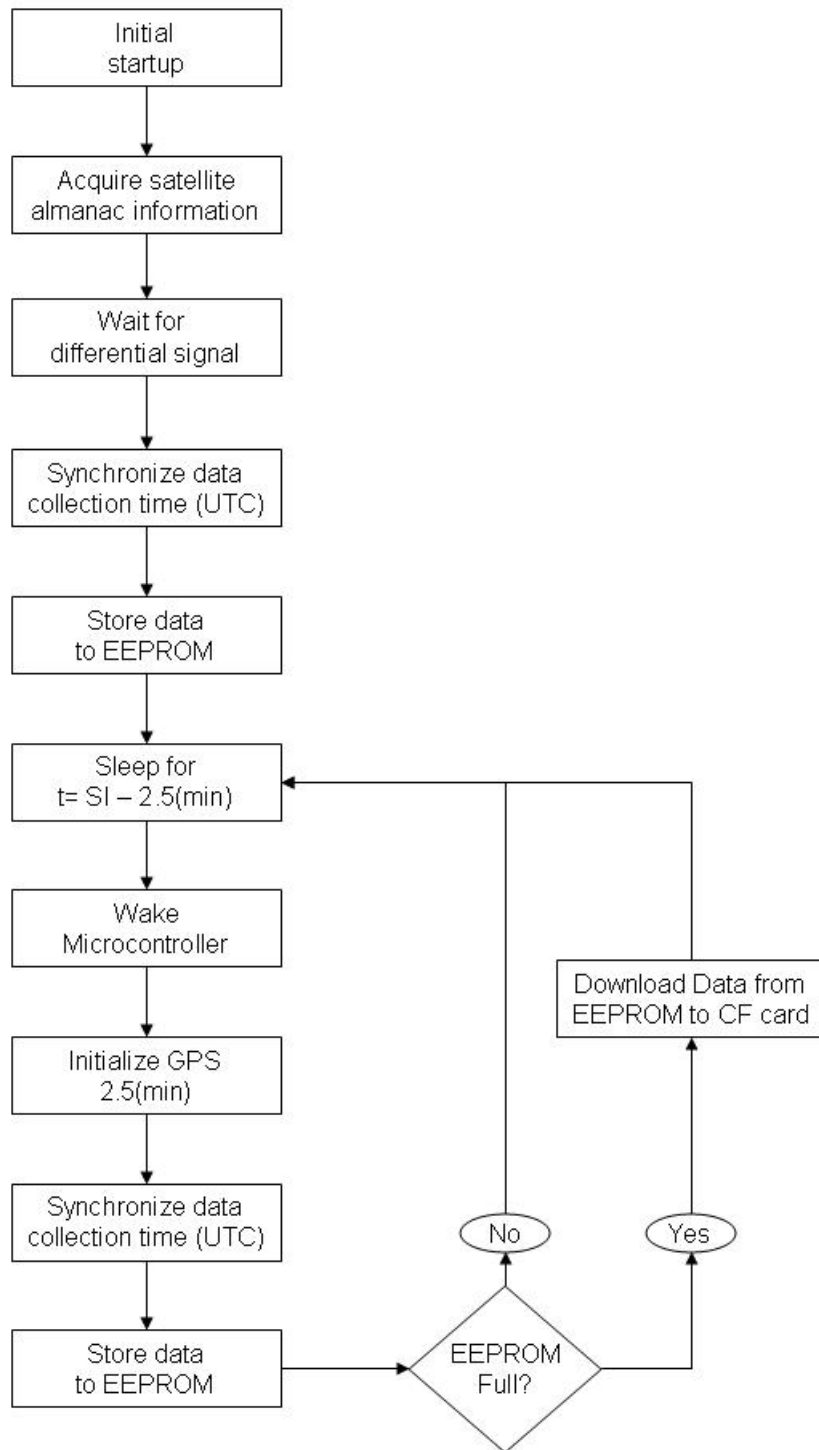 Initial
startup
Acquire satellite
almanac information
Wait for
differential signal
Synchronize data
collection time (UTC)
Store data
to EEPROM
Sleep for
t= SI – 2.5(min)
Wake
Microcontroller
Download Data from
EEPROM to CF card
Initialize GPS
2.5(min)
Synchronize data
collection time (UTC)
No
Yes
Store data
to EEPROM
EEPROM
Full?